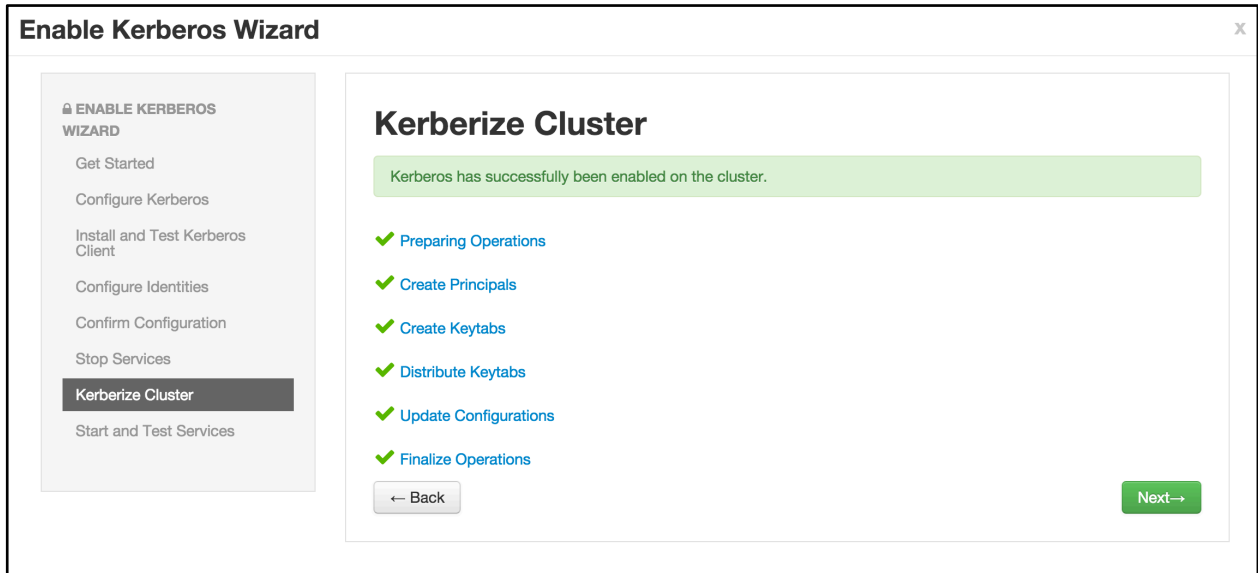 Enable Kerberos Wizard
x
ENABLE KERBEROS
WIZARD
Get Started
Configure Kerberos
Install and Test Kerberos
Client
Configure Identities
Confirm Configuration
Stop Services
Kerberize Cluster
Start and Test Services
Kerberize Cluster
Kerberos has successfully been enabled on the cluster.
Preparing Operations
Create Principals
Create Keytabs
Distribute Keytabs
Update Configurations
Finalize Operations
← Back
Next→